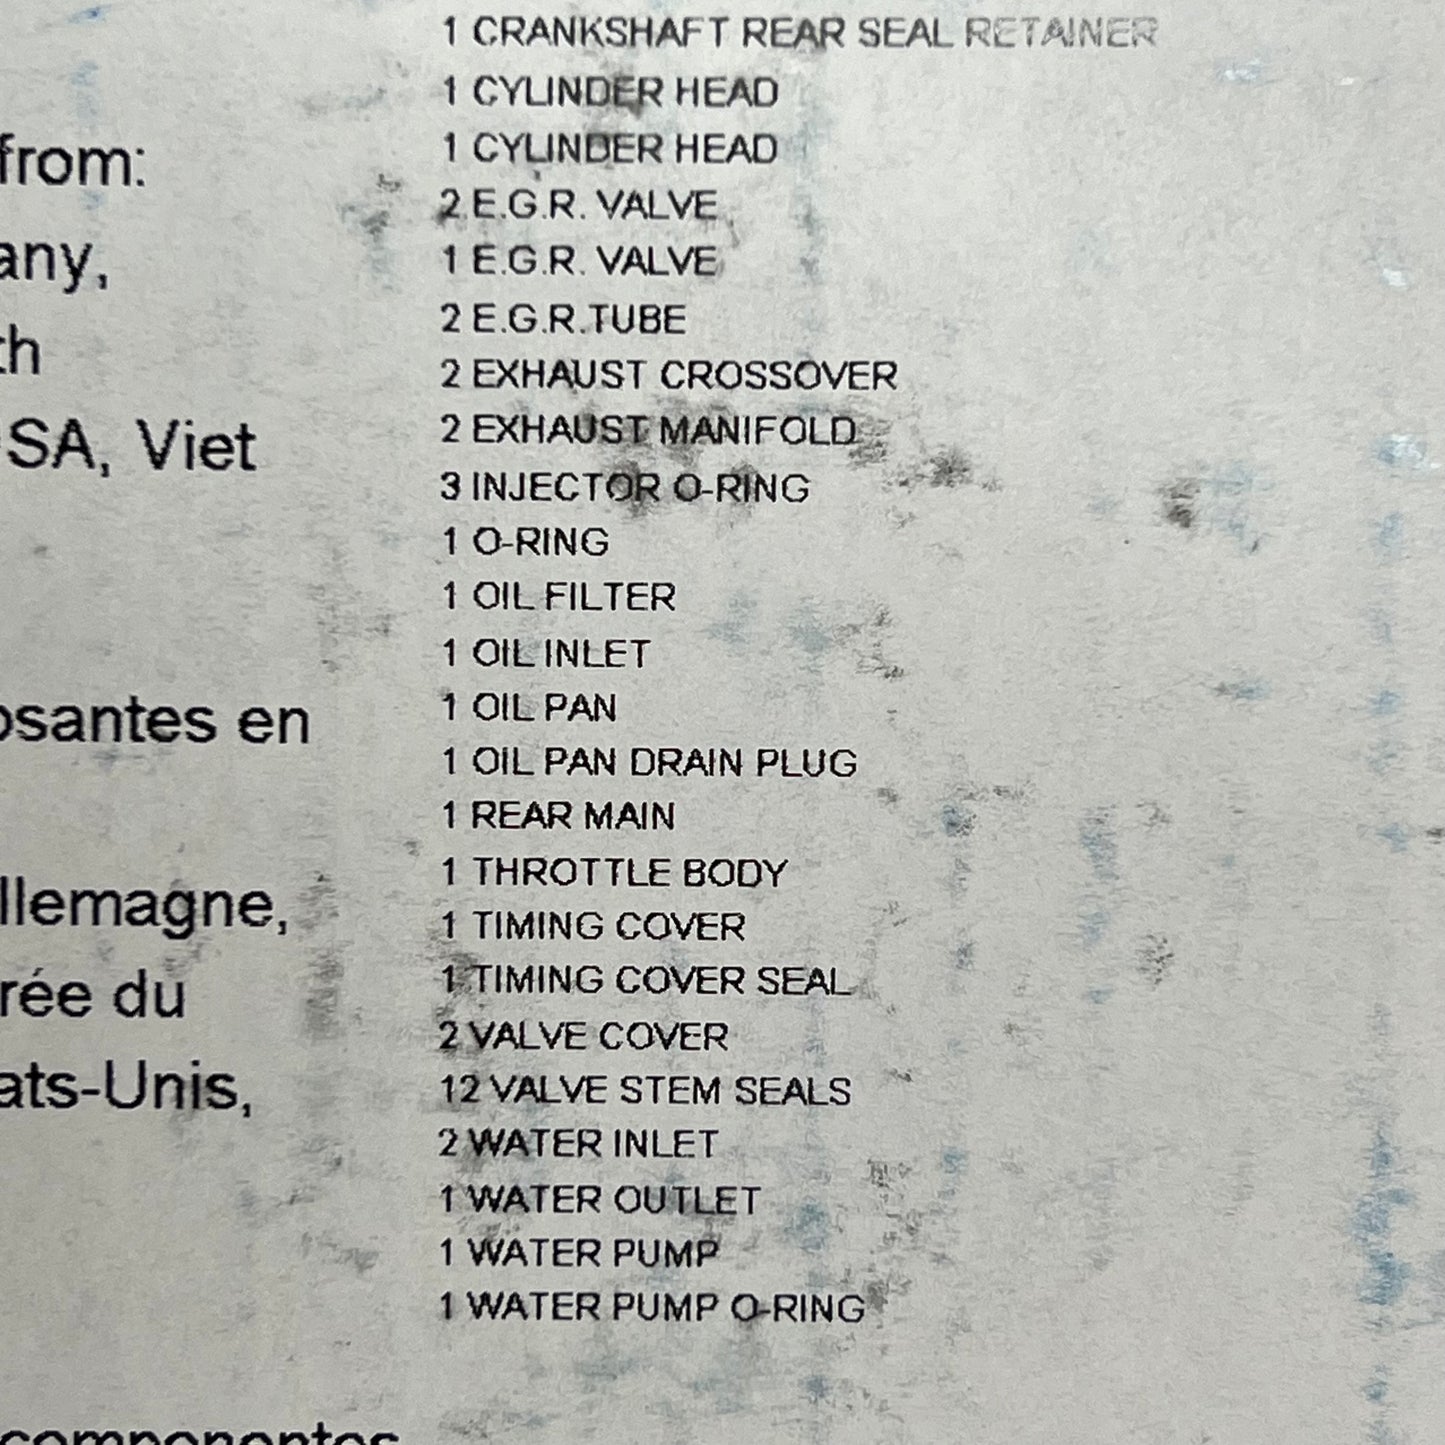 from:
any,
th
SA, Viet
osantes en
llemagne,
rée du
ats-Unis,
componentes
1 CRANKSHAFT REAR SEAL RETAINER
1 CYLINDER HEAD
1 CYLINDER HEAD
2 E.G.R. VALVE
1 E.G.R. VALVE
2 E.G.R.TUBE
2 EXHAUST CROSSOVER
2 EXHAUST MANIFOLD
3 INJECTOR O-RING
1 O-RING
1 OIL FILTER
1 OIL INLET
1 OIL PAN
1 OIL PAN DRAIN PLUG
1 REAR MAIN
1 THROTTLE BODY
1 TIMING COVER
1 TIMING COVER SEAL
2 VALVE COVER
12 VALVE STEM SEALS
2 WATER INLET
1 WATER OUTLET
1 WATER PUMP
1 WATER PUMP O-RING